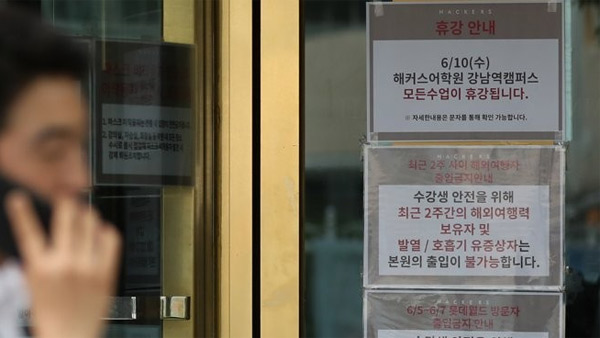 HACKERS
휴강 안내
6/10(수)
해커스어학원 강남역캠퍼스
모든수업이 휴강됩니다.
※ 자세한내용은 문자를 통해 확인 가능합니다.
HACKERS
최근 2주 사이 해외여행자
출입금지안내
수강생 안전을 위해
최근 2주간의 해외여행력
보유자 및
발열 / 호흡기 유증상자는
본원의 출입이 불가능합니다.
HACKERS
6/5-6/7 롯데월드 방문자
출입금지 안내